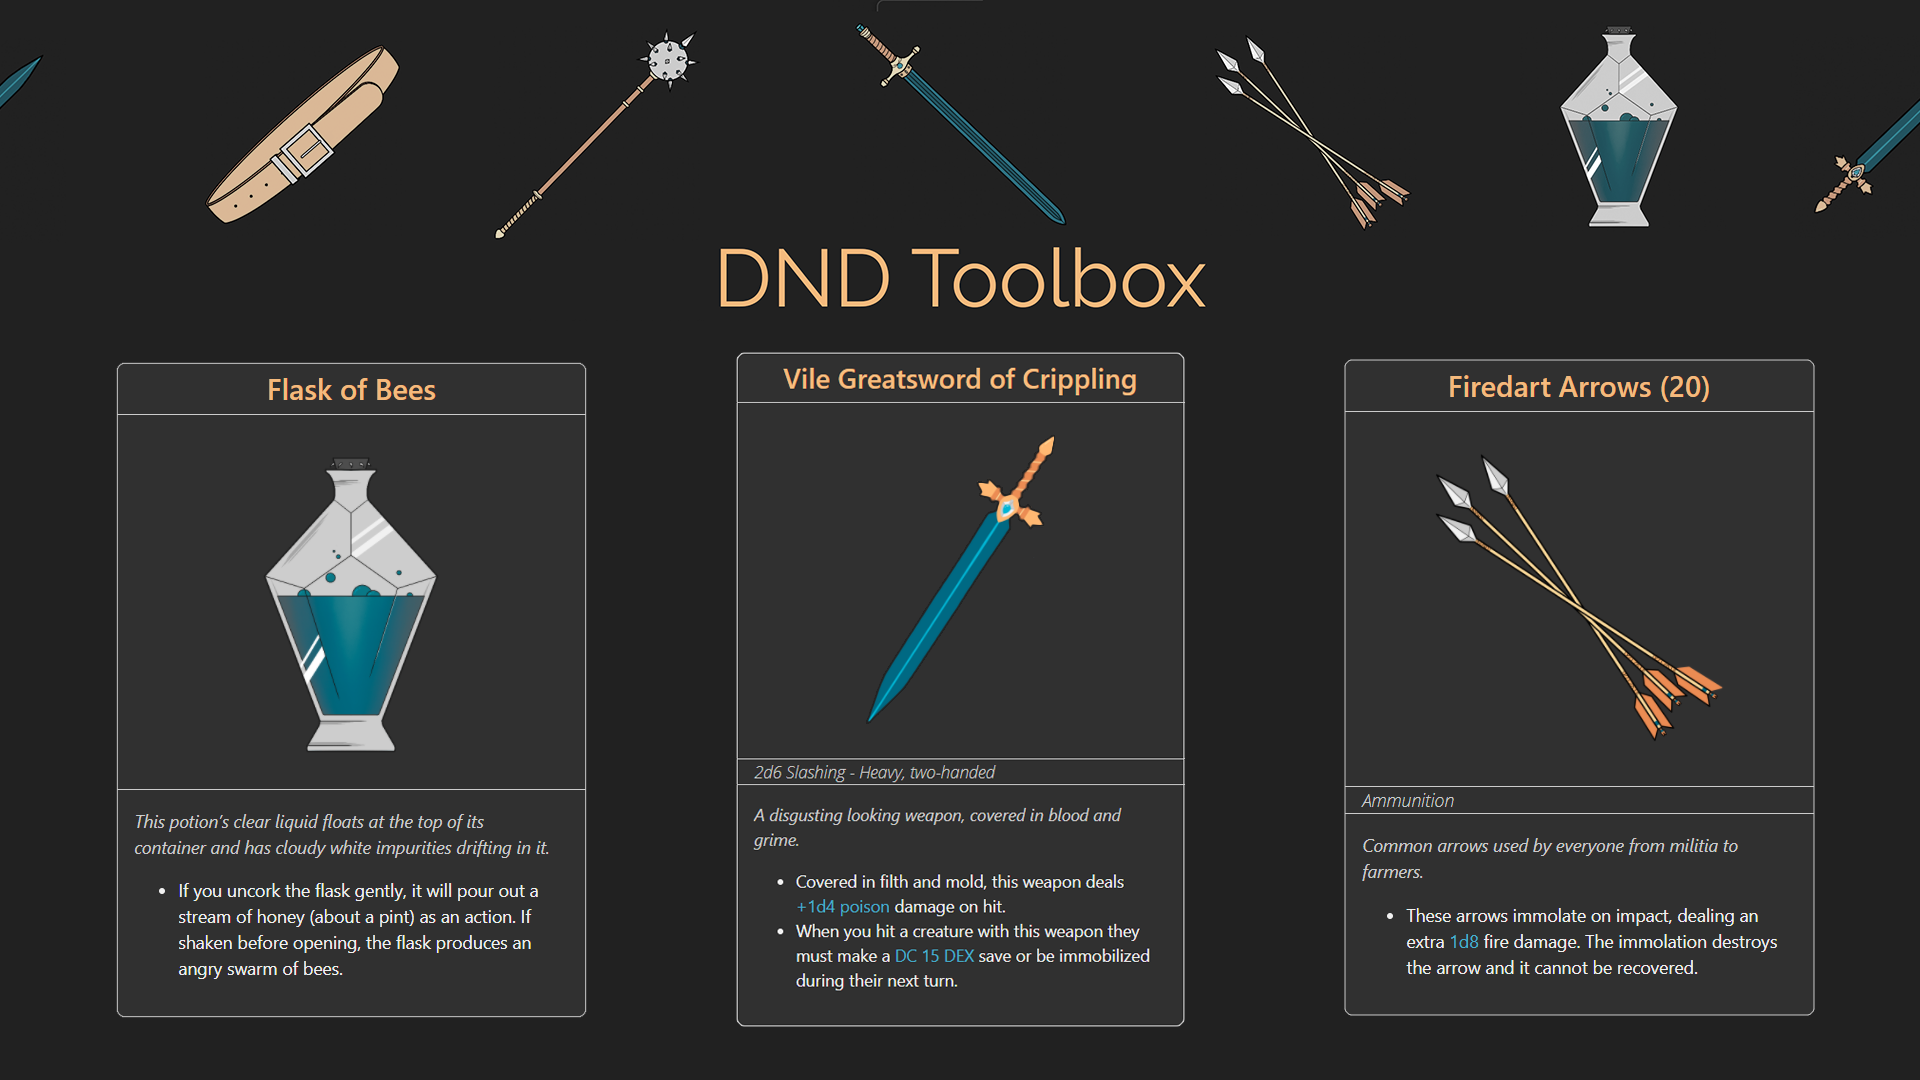 DND Toolbox
Flask of Bees
This potion’s clear liquid floats at the top of its
container and has cloudy white impurities drifting in it.
• If you uncork the flask gently, it will pour out a
stream of honey (about a pint) as an action. If
shaken before opening, the flask produces an
angry swarm of bees.
Vile Greatsword of Crippling
2d6 Slashing - Heavy, two-handed
A disgusting looking weapon, covered in blood and
grime.
• Covered in filth and mold, this weapon deals
+1d4 poison damage on hit.
• When you hit a creature with this weapon they
must make a DC 15 DEX save or be immobilized
during their next turn.
Firedart Arrows (20)
Ammunition
Common arrows used by everyone from militia to
farmers.
• These arrows immolate on impact, dealing an
extra 1d8 fire damage. The immolation destroys
the arrow and it cannot be recovered.